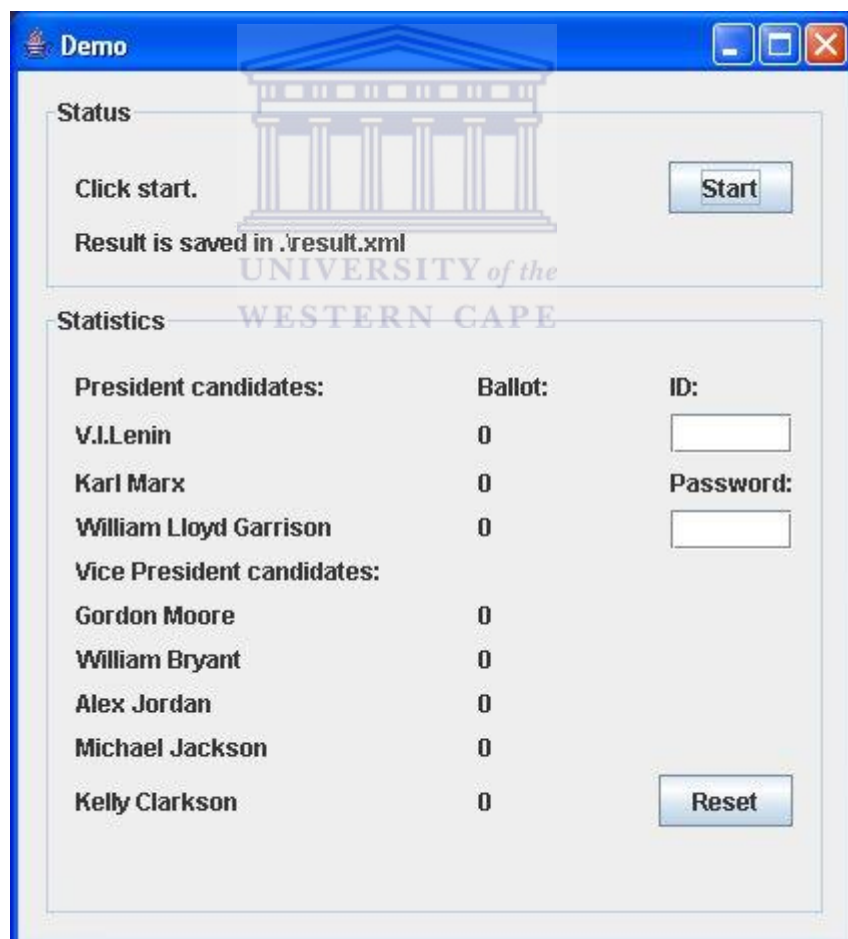 Demo
Status
Click start. Start
Result is saved in .\result.xml
UNIVERSITY of the
WESTERN CAPE
Statistics
President candidates: Ballot: ID:
V.I.Lenin 0
Karl Marx 0 Password:
William Lloyd Garrison 0
Vice President candidates:
Gordon Moore 0
William Bryant 0
Alex Jordan 0
Michael Jackson 0
Kelly Clarkson 0 Reset